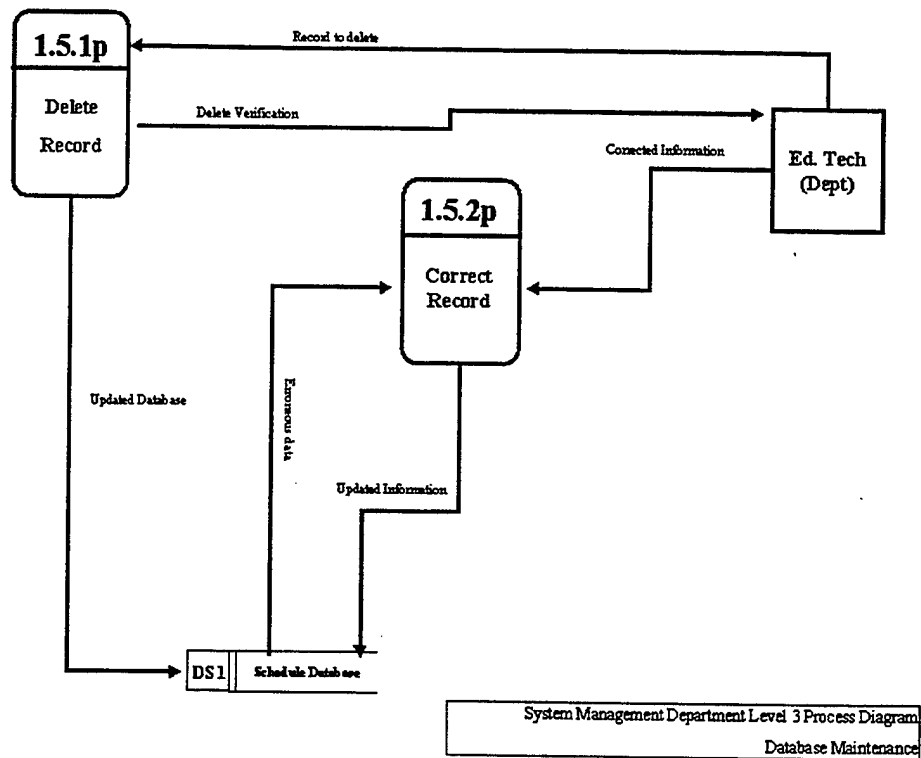 1.5.1p
Delete
Record
Record to delete
Delete Verification
Ed. Tech
(Dept)
Corrected Information
1.5.2p
Correct
Record
Updated Database
Erroneous data
Updated Information
DS1
Schedule Database
System Management Department Level 3 Process Diagram
Database Maintenance